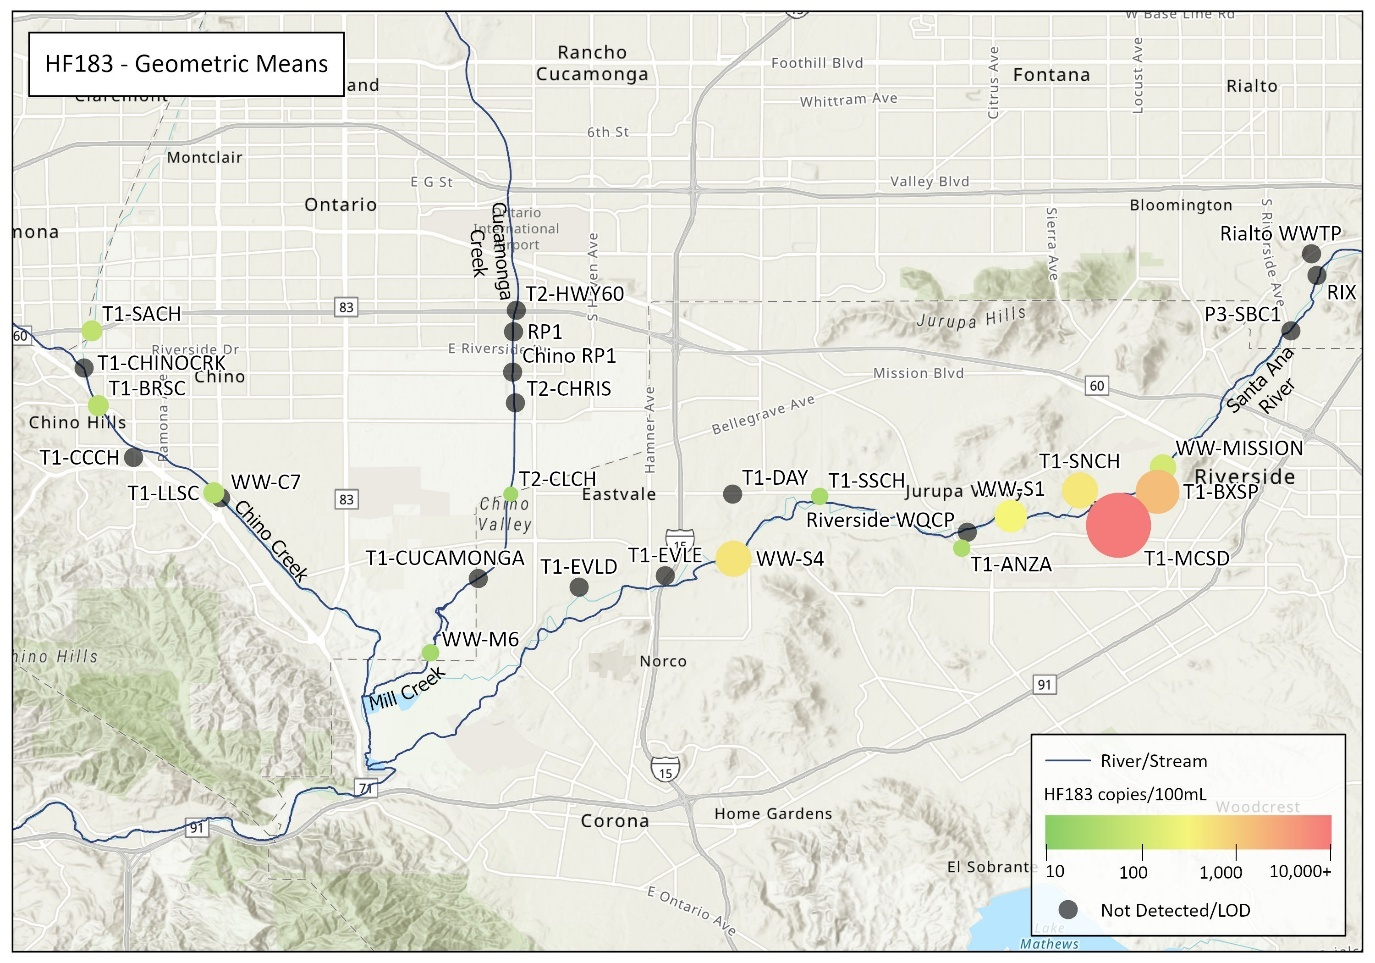 HF183 - Geometric Means
W Base Line Rd
Rancho
Cucamonga
Foothill Blvd
Citrus Ave
Fontana
Locust Ave
Rialto
Claremont
and
Whittram Ave
6th St
Montclair
E G St
Valley Blvd
Ontario
Bloomington
mona
Cucamonga
Creek
Ontario
International
Airport
S Haven Ave
Sierra Ave
S Riverside Ave
Rialto WWTP
RIX
T2-HWY60
T1-SACH
83
RP1
Jurupa Hills
P3-SBC1
60
Riverside Dr
E Riverside
Chino RP1
T1-CHINOCRK
Chino
T1-BRSC
T2-CHRIS
Mission Blvd
60
Santa Ana
River
Chino Hills
Ramona Ave
Hamner Ave
Bellegrave Ave
T1-CCCH
WW-MISSION
T1-SNCH
Riverside
WW-C7
T1-LLSC
83
T2-CLCH
Eastvale
T1-DAY
T1-SSCH
Jurupa
WW-S1
T1-BXSP
Chino
Valley
Riverside WQCP
Chino Creek
15
T1-CUCAMONGA
T1-EVLD
T1-EVLE
WW-S4
T1-ANZA
T1-MCSD
WW-M6
hino Hills
Norco
Mill Creek
91
71
15
91
Corona
Home Gardens
E Ontario Ave
El Sobrante
River/Stream
HF183 copies/100mL
Woodcrest
10
100
1,000
10,000+
Not Detected/LOD
Lake
Mathews